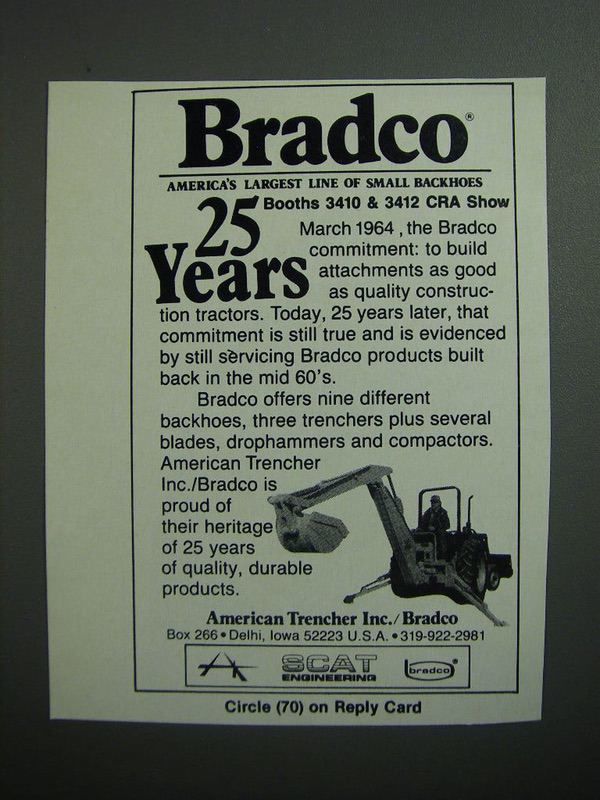 Bradco®
AMERICA'S LARGEST LINE OF SMALL BACKHOES
Booths 3410 & 3412 CRA Show
25
Years
March 1964, the Bradco
commitment: to build
attachments as good
as quality construc-
tion tractors. Today, 25 years later, that
commitment is still true and is evidenced
by still servicing Bradco products built
back in the mid 60's.
Bradco offers nine different
backhoes, three trenchers plus several
blades, drophammers and compactors.
American Trencher
Inc./Bradco is
proud of
their heritage
of 25 years
of quality, durable
products.
American Trencher Inc./Bradco
Box 266 • Delhi, Iowa 52223 U.S.A. • 319-922-2981
SCAT
ENGINEERING
bradco®
Circle (70) on Reply Card